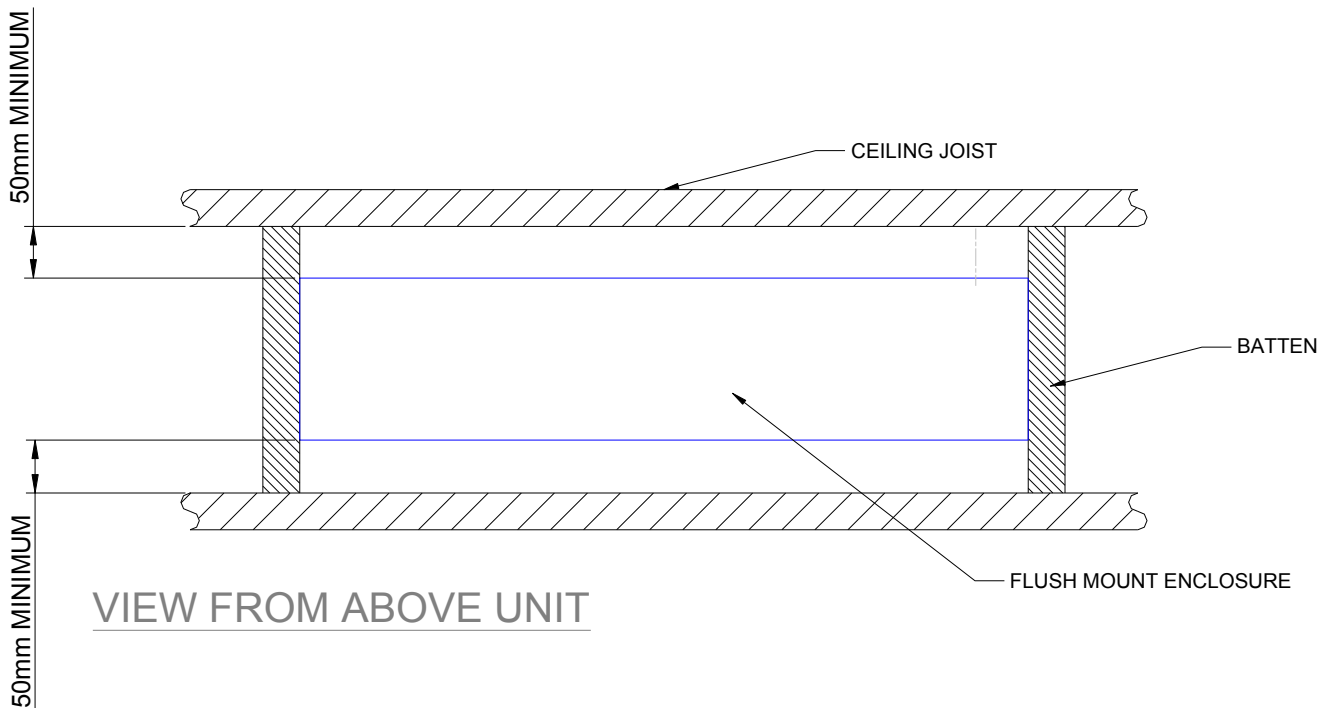 50mm MINIMUM
CEILING JOIST
BATTEN
FLUSH MOUNT ENCLOSURE
50mm MINIMUM
VIEW FROM ABOVE UNIT